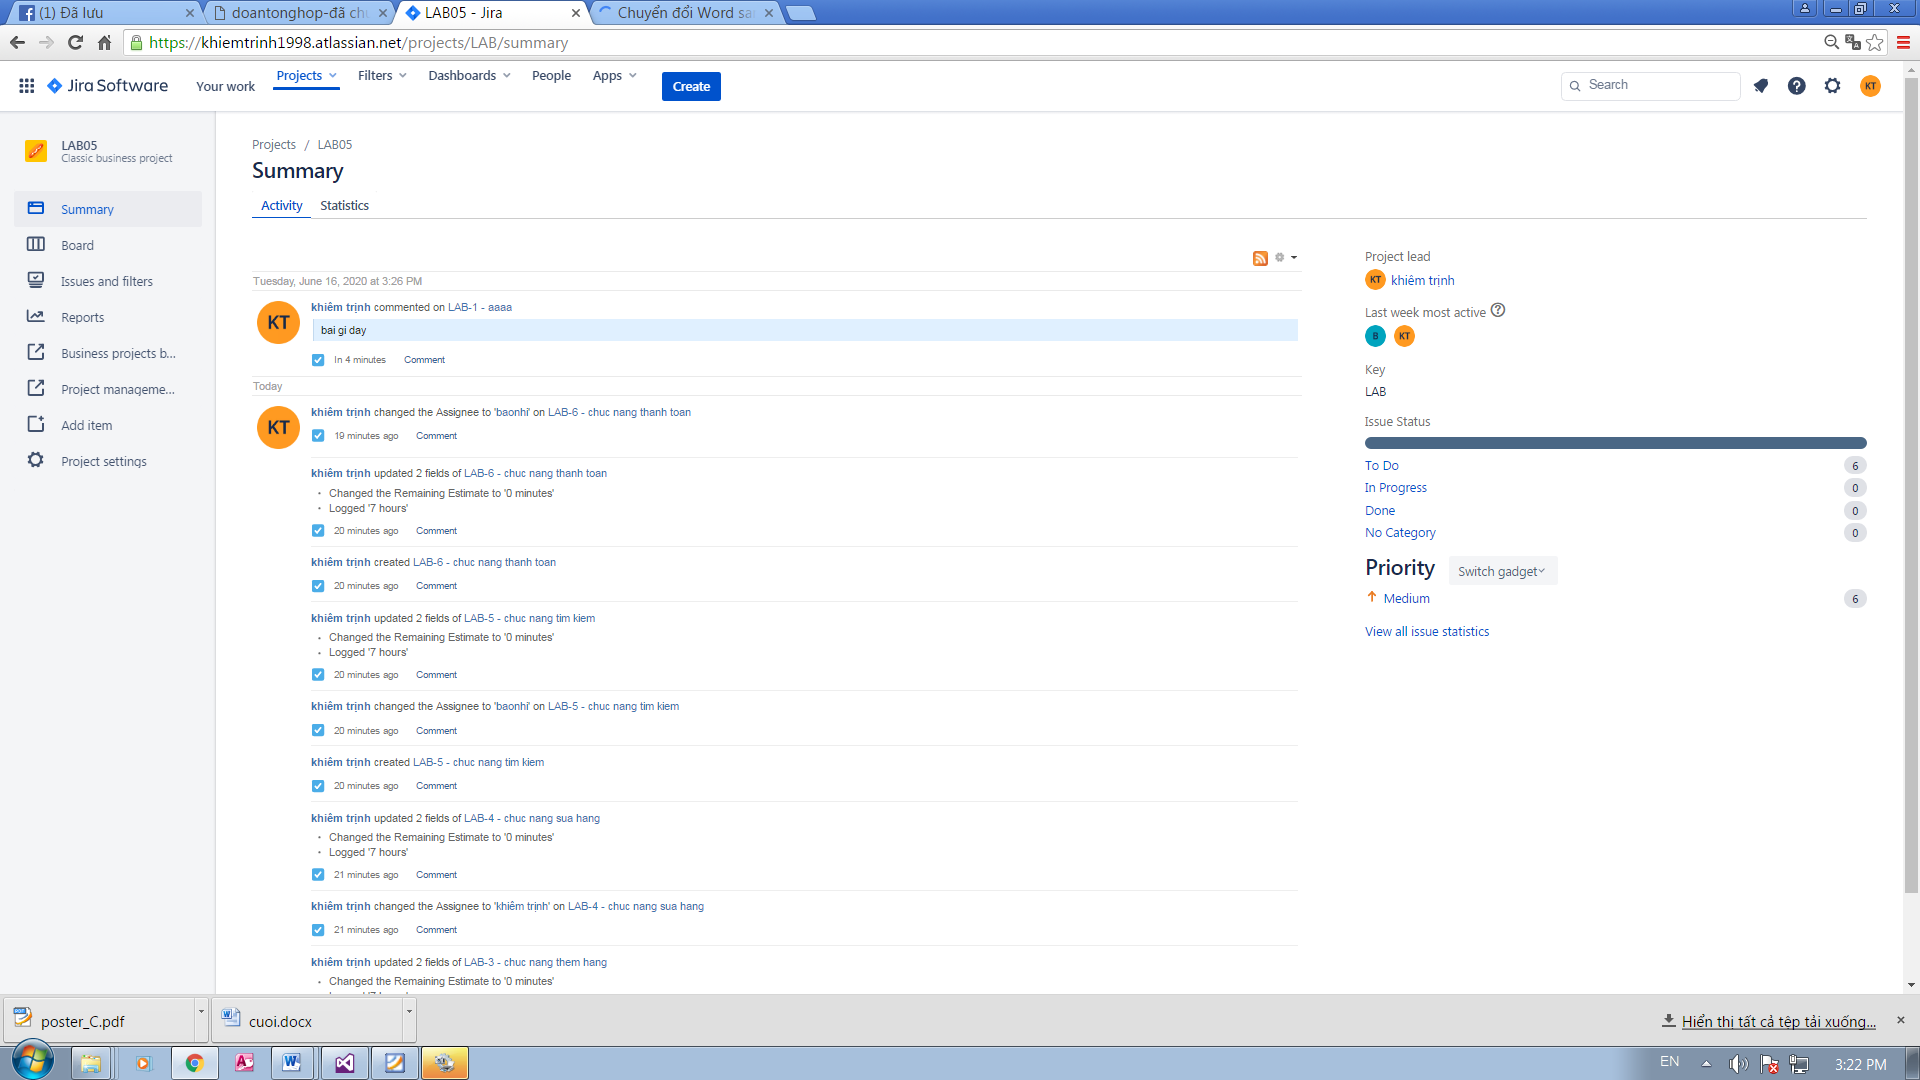 (1) Đã lưu
doantonghop-đã ch
LAB05 - Jira
Chuyển đổi Word sa
https://khiemtrinh1998.atlassian.net/projects/LAB/summary
Jira Software Your work Projects Filters Dashboards People Apps Create Search KT
LAB05
Classic business project
Summary
Board
Issues and filters
Reports
Business projects b...
Project manageme...
Add item
Project settings
Projects / LAB05
Summary
Activity Statistics
Tuesday, June 16, 2020 at 3:26 PM
KT
khiêm trịnh commented on LAB-1 - aaaa
bai gi day
In 4 minutes Comment
Today
KT
khiêm trịnh changed the Assignee to 'baonhi' on LAB-6 - chuc nang thanh toan
19 minutes ago Comment
khiêm trịnh updated 2 fields of LAB-6 - chuc nang thanh toan
• Changed the Remaining Estimate to '0 minutes'
• Logged '7 hours'
20 minutes ago Comment
khiêm trịnh created LAB-6 - chuc nang thanh toan
20 minutes ago Comment
khiêm trịnh updated 2 fields of LAB-5 - chuc nang tim kiem
• Changed the Remaining Estimate to '0 minutes'
• Logged '7 hours'
20 minutes ago Comment
khiêm trịnh changed the Assignee to 'baonhi' on LAB-5 - chuc nang tim kiem
20 minutes ago Comment
khiêm trịnh created LAB-5 - chuc nang tim kiem
20 minutes ago Comment
khiêm trịnh updated 2 fields of LAB-4 - chuc nang sua hang
• Changed the Remaining Estimate to '0 minutes'
• Logged '7 hours'
21 minutes ago Comment
khiêm trịnh changed the Assignee to 'khiêm trịnh' on LAB-4 - chuc nang sua hang
21 minutes ago Comment
khiêm trịnh updated 2 fields of LAB-3 - chuc nang them hang
• Changed the Remaining Estimate to '0 minutes'
Project lead
KT khiêm trịnh
Last week most active
B KT
Key
LAB
Issue Status
To Do 6
In Progress 0
Done 0
No Category 0
Priority Switch gadget
Medium 6
View all issue statistics
poster_C.pdf
cuoi.docx
Hiển thị tất cả tệp tải xuống...
EN
3:22 PM